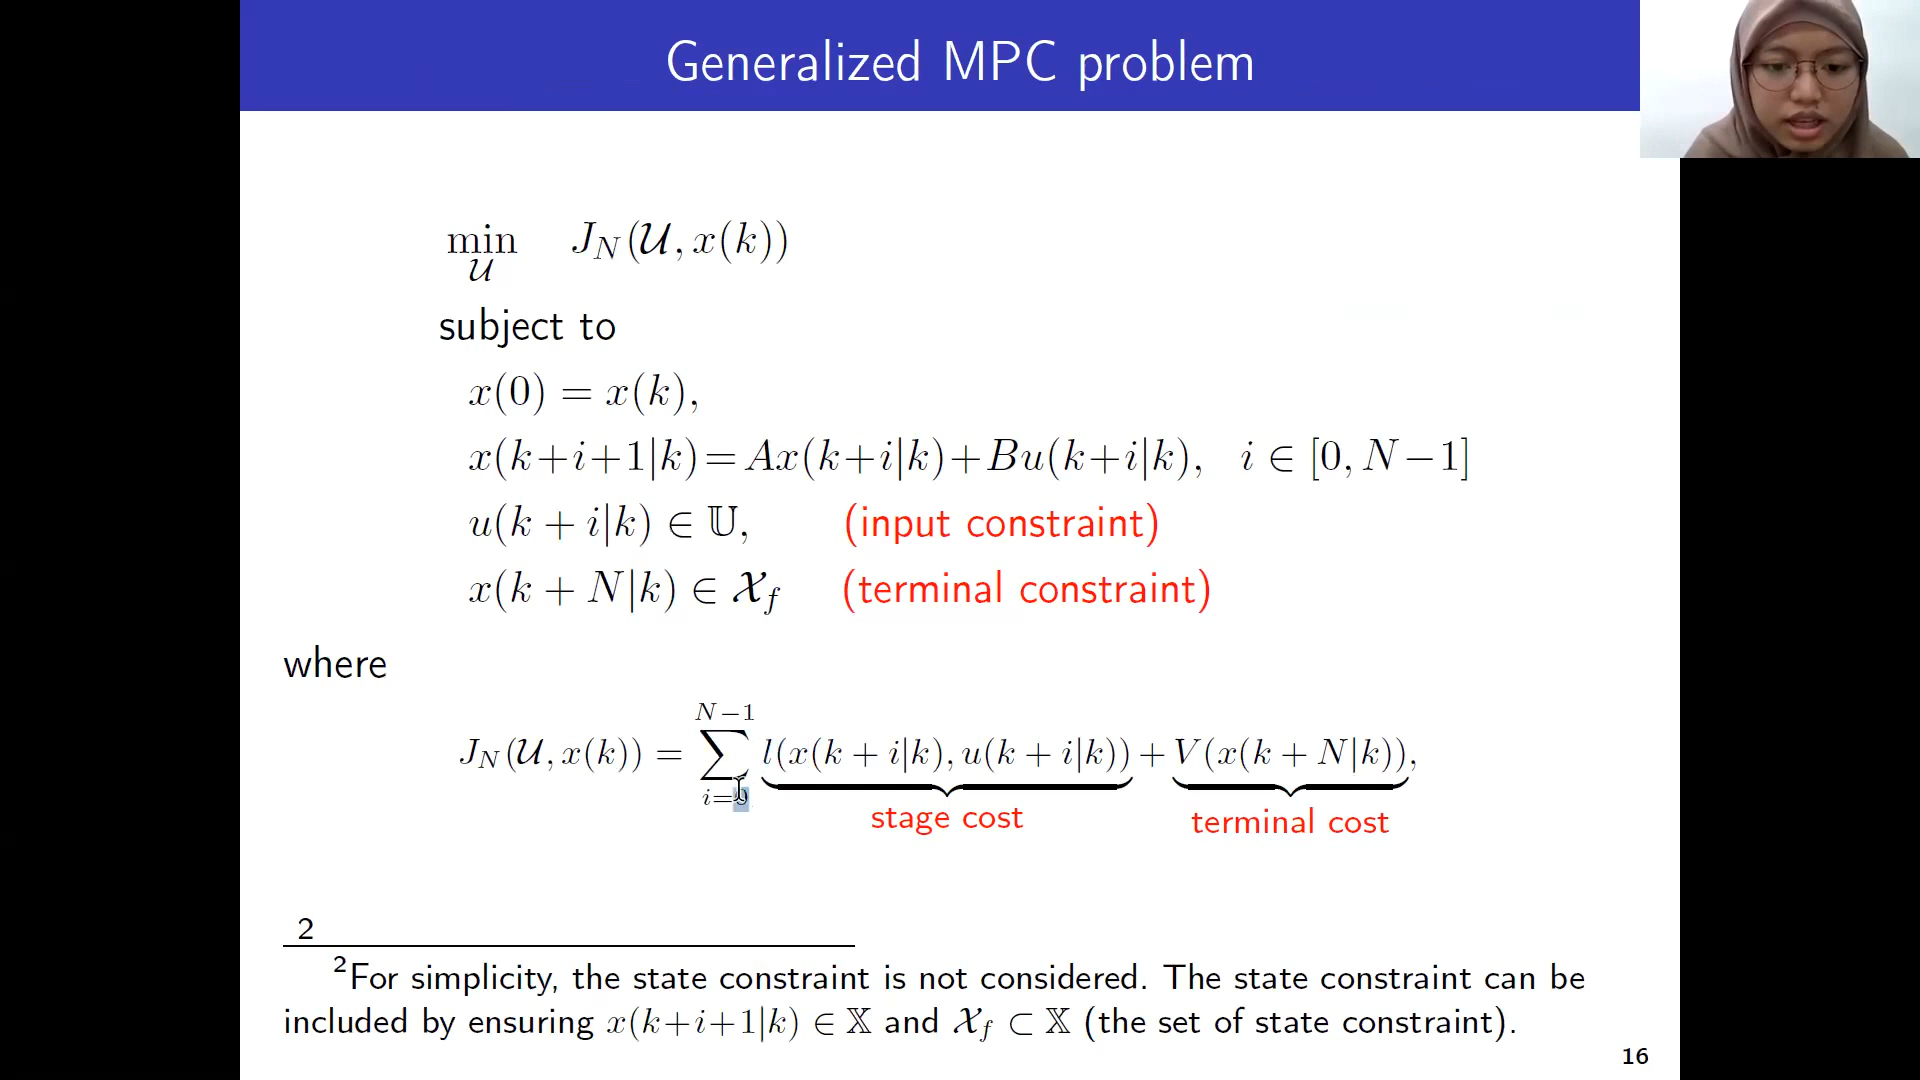 Generalized MPC problem
min J_N(𝒰, x(k))
𝒰
subject to
x(0) = x(k),
x(k+i+1|k) = Ax(k+i|k)+Bu(k+i|k), i ∈ [0, N−1]
u(k + i|k) ∈ 𝕌, (input constraint)
x(k + N|k) ∈ 𝒳_f (terminal constraint)
where
N−1
J_N(𝒰, x(k)) = ∑ l(x(k + i|k), u(k + i|k)) + V(x(k + N|k)),
i=0
stage cost terminal cost
2
²For simplicity, the state constraint is not considered. The state constraint can be
included by ensuring x(k+i+1|k) ∈ 𝕏 and 𝒳_f ⊂ 𝕏 (the set of state constraint).
16